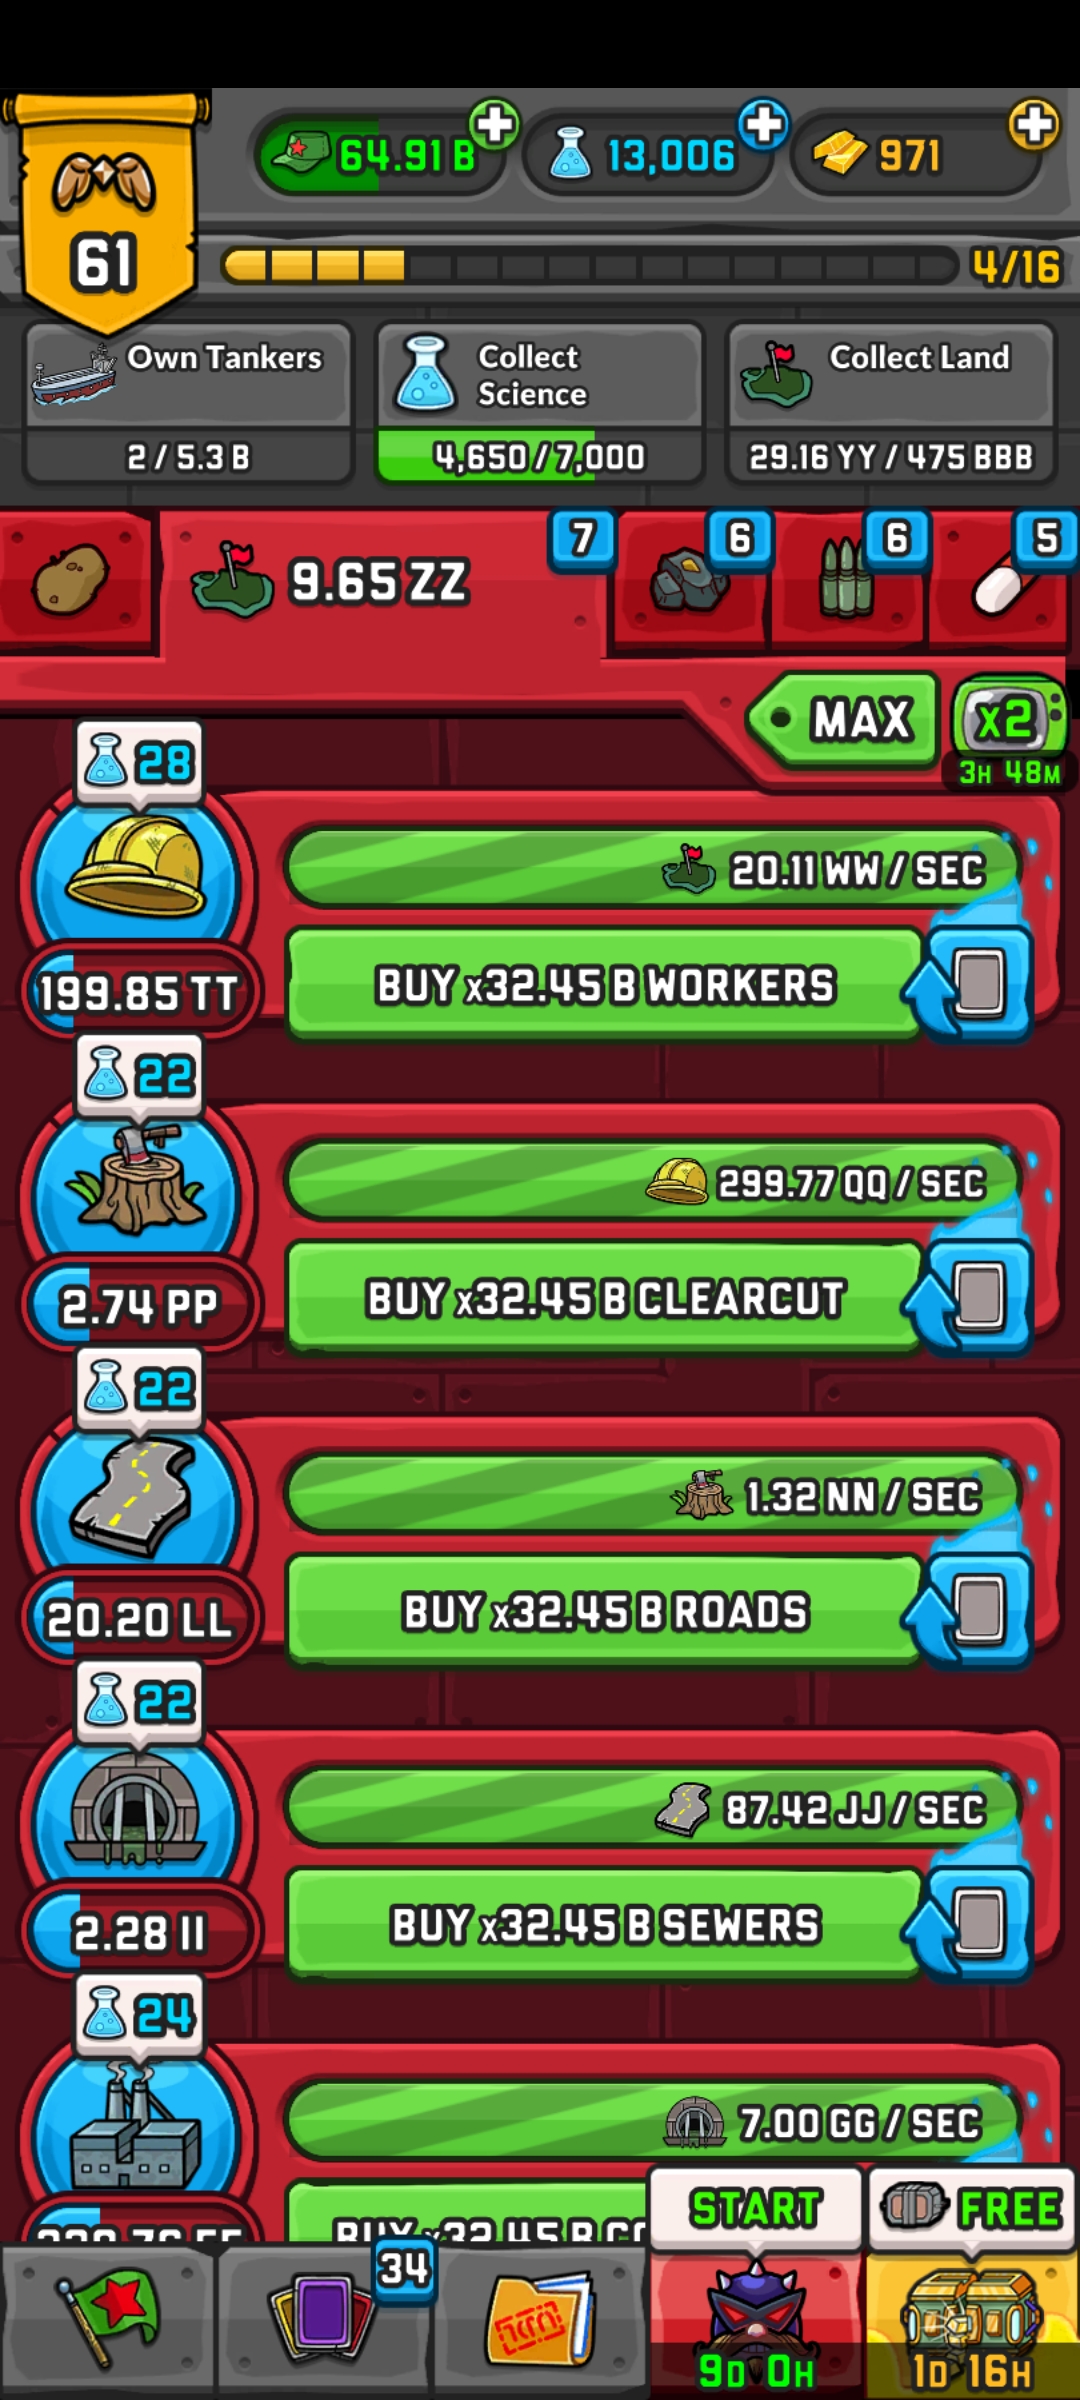 64.91 B
13,006
971
61
4/16
Own Tankers
2 / 5.3 B
Collect
Science
4,650 / 7,000
Collect Land
29.16 YY / 475 BBB
9.65 ZZ
7
6
6
5
MAX
x2
3H 48M
28
20.11 WW / SEC
199.85 TT
BUY x32.45 B WORKERS
22
299.77 QQ / SEC
2.74 PP
BUY x32.45 B CLEARCUT
22
1.32 NN / SEC
20.20 LL
BUY x32.45 B ROADS
22
87.42 JJ / SEC
2.28 II
BUY x32.45 B SEWERS
24
7.00 GG / SEC
BUY x32.45 B
START
FREE
34
9D 0H
1D 16H